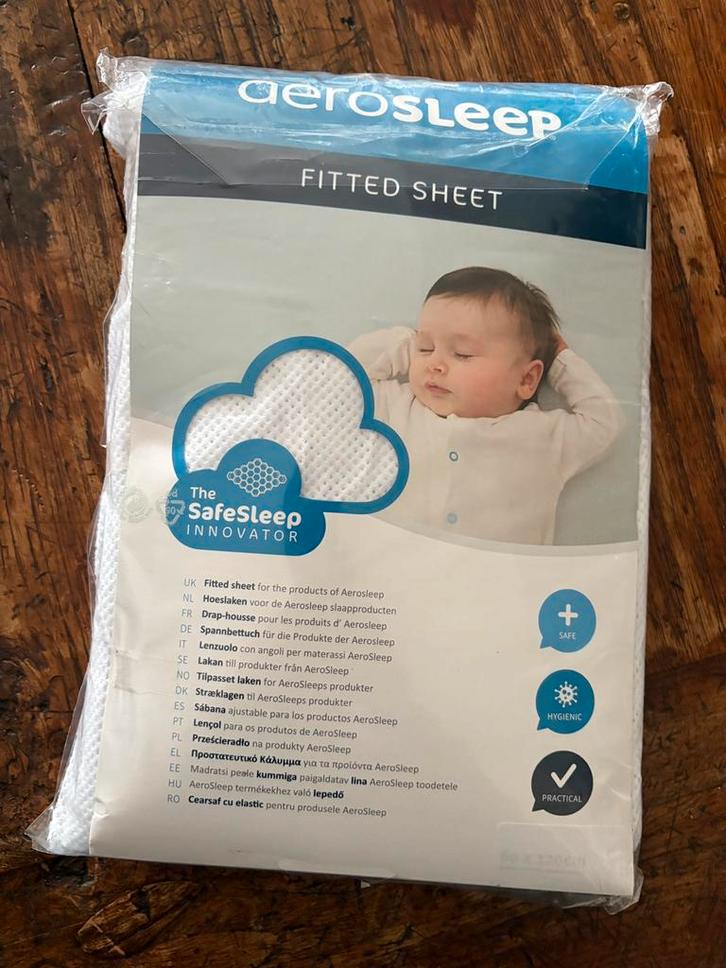 aerosleep
FITTED SHEET
The
SafeSleep
INNOVATOR
UK Fitted sheet for the products of Aerosleep
NL Hoeslaken voor de Aerosleep slaapproducten
FR Drap-housse pour les produits d' Aerosleep
DE Spannbettuch für die Produkte der Aerosleep
IT Lenzuolo con angoli per materassi AeroSleep
SE Lakan till produkter från AeroSleep
NO Tilpasset laken for AeroSleeps produkter
DK Stræklagen til AeroSleeps produkter
ES Sábana ajustable para los productos AeroSleep
PT Lençol para os produtos de AeroSleep
PL Prześcieradło na produkty AeroSleep
EL Προστατευτικό Κάλυμμα για τα προϊόντα AeroSleep
EE Madratsi peale kummiga paigaldatav lina AeroSleep toodetele
HU AeroSleep termékekhez való lepedő
RO Cearsaf cu elastic pentru produsele AeroSleep
SAFE
HYGIENIC
PRACTICAL